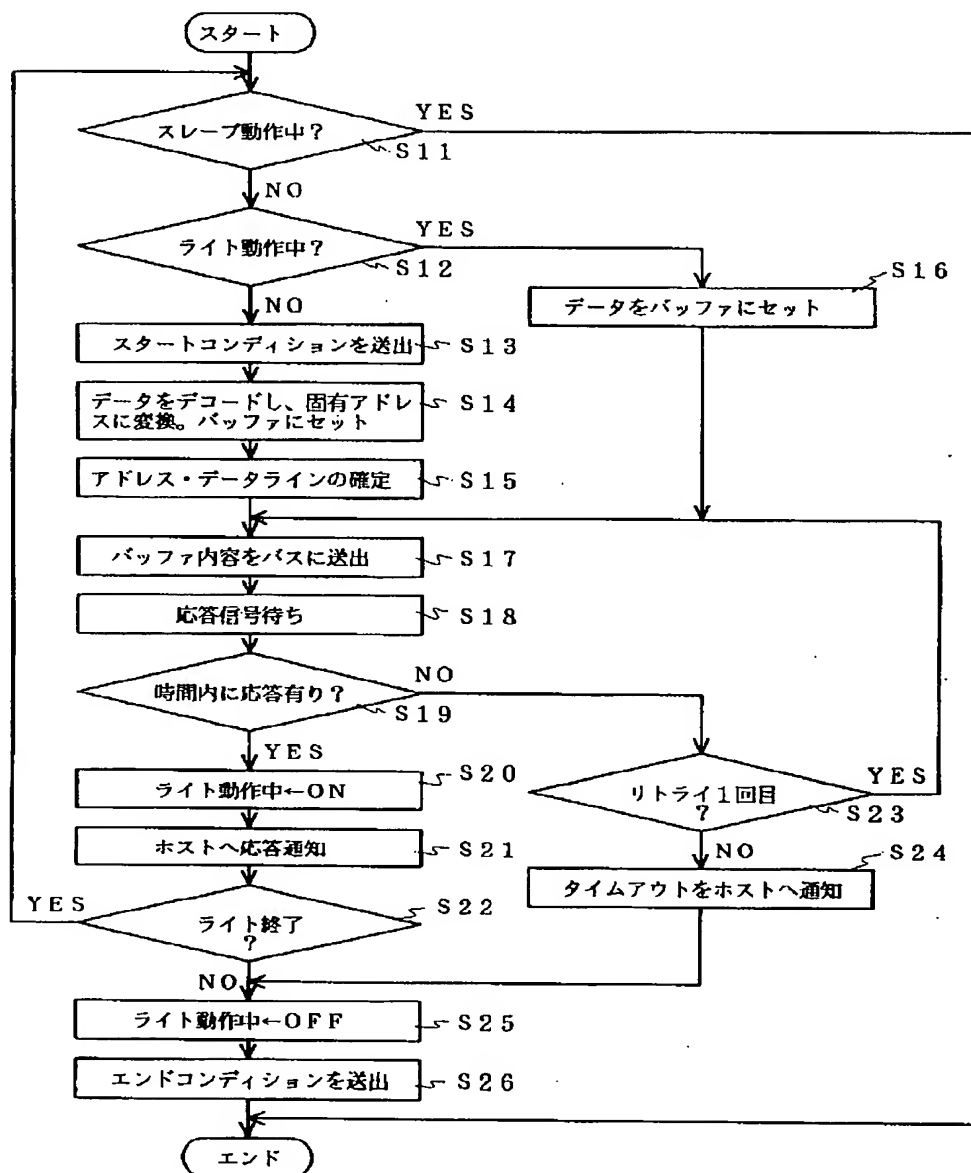 スタート
YES
スレーブ動作中？
S11
NO
YES
ライト動作中？
S12
S16
NO
データをバッファにセット
スタートコンディションを送出
S13
データをデコードし、固有アドレ
スに変換。バッファにセット
S14
アドレス・データラインの確定
S15
バッファ内容をバスに送出
S17
応答信号待ち
S18
NO
時間内に応答有り？
S19
YES
S20
ライト動作中←ON
YES
リトライ１回目
？
S23
ホストへ応答通知
S21
NO
S24
YES
S22
タイムアウトをホストへ通知
ライト終了
？
NO
ライト動作中←OFF
S25
エンドコンディションを送出
S26
エンド